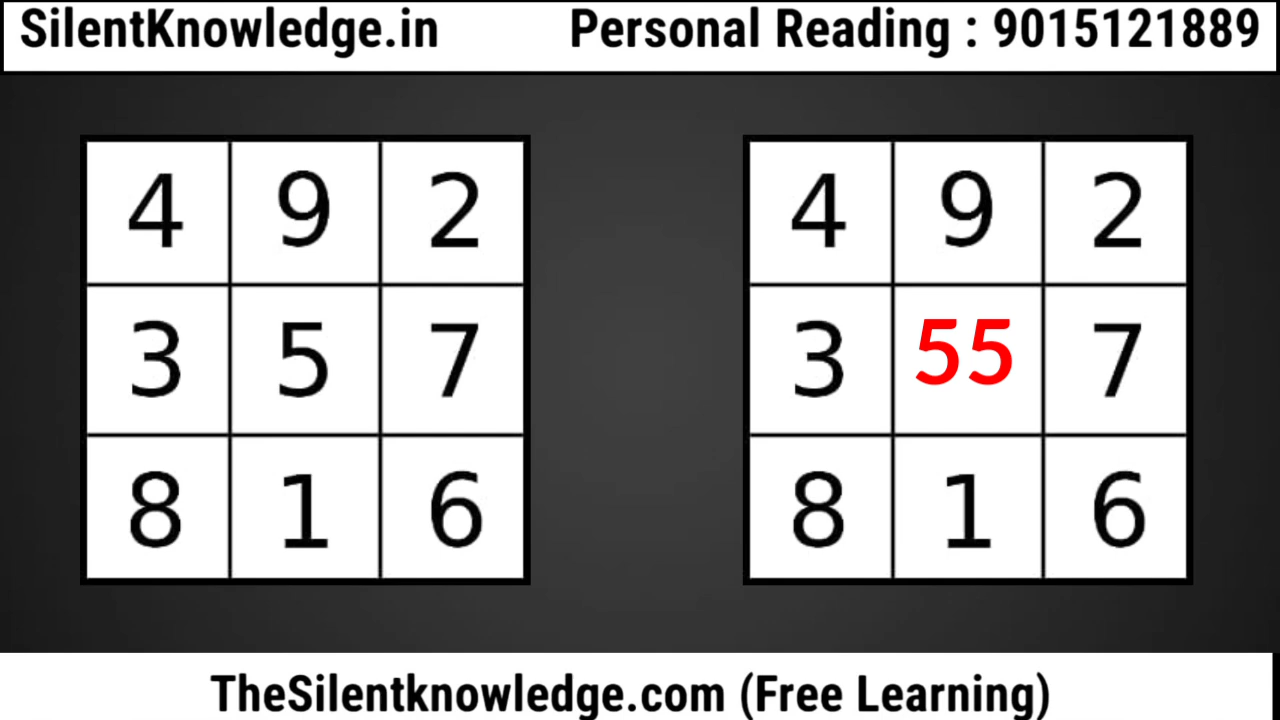 SilentKnowledge.in Personal Reading : 9015121889
4 9 2 4 9 2
3 5 7 3 55 7
8 1 6 8 1 6
TheSilentknowledge.com (Free Learning)